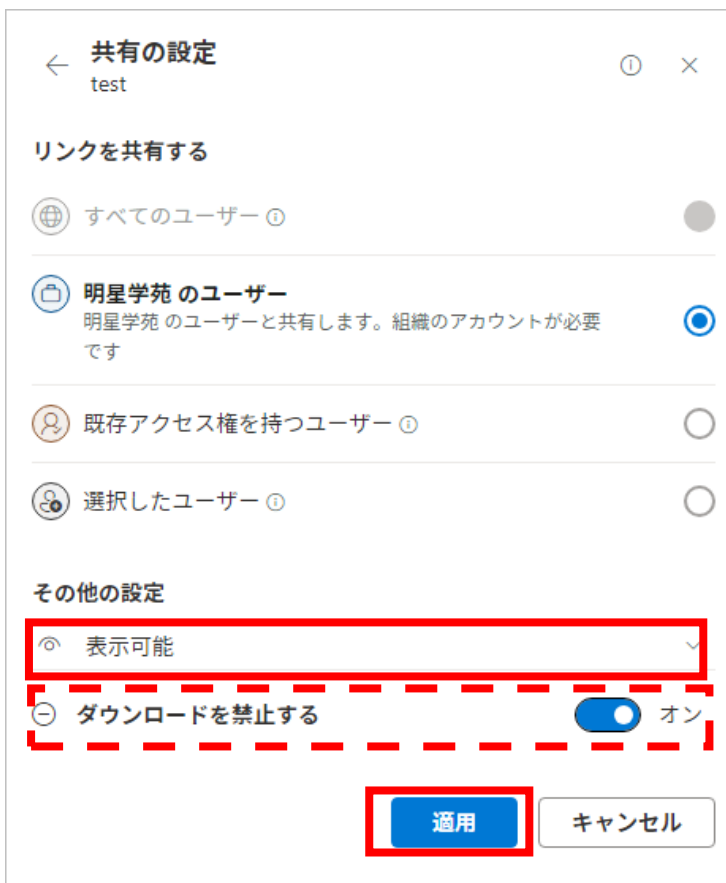 共有の設定
test
リンクを共有する
すべてのユーザー
明星学苑 のユーザー
明星学苑 のユーザーと共有します。組織のアカウントが必要
です
既存アクセス権を持つユーザー
選択したユーザー
その他の設定
表示可能
ダウンロードを禁止する オン
適用 キャンセル